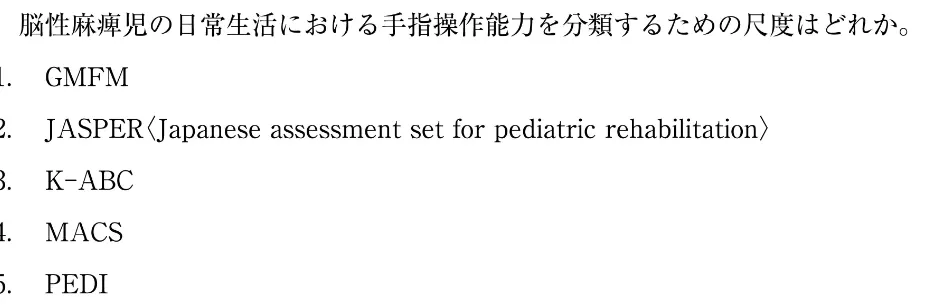 脳性麻痺児の日常生活における手指操作能力を分類するための尺度はどれか。
1. GMFM
2. JASPER〈Japanese assessment set for pediatric rehabilitation〉
3. K-ABC
4. MACS
5. PEDI